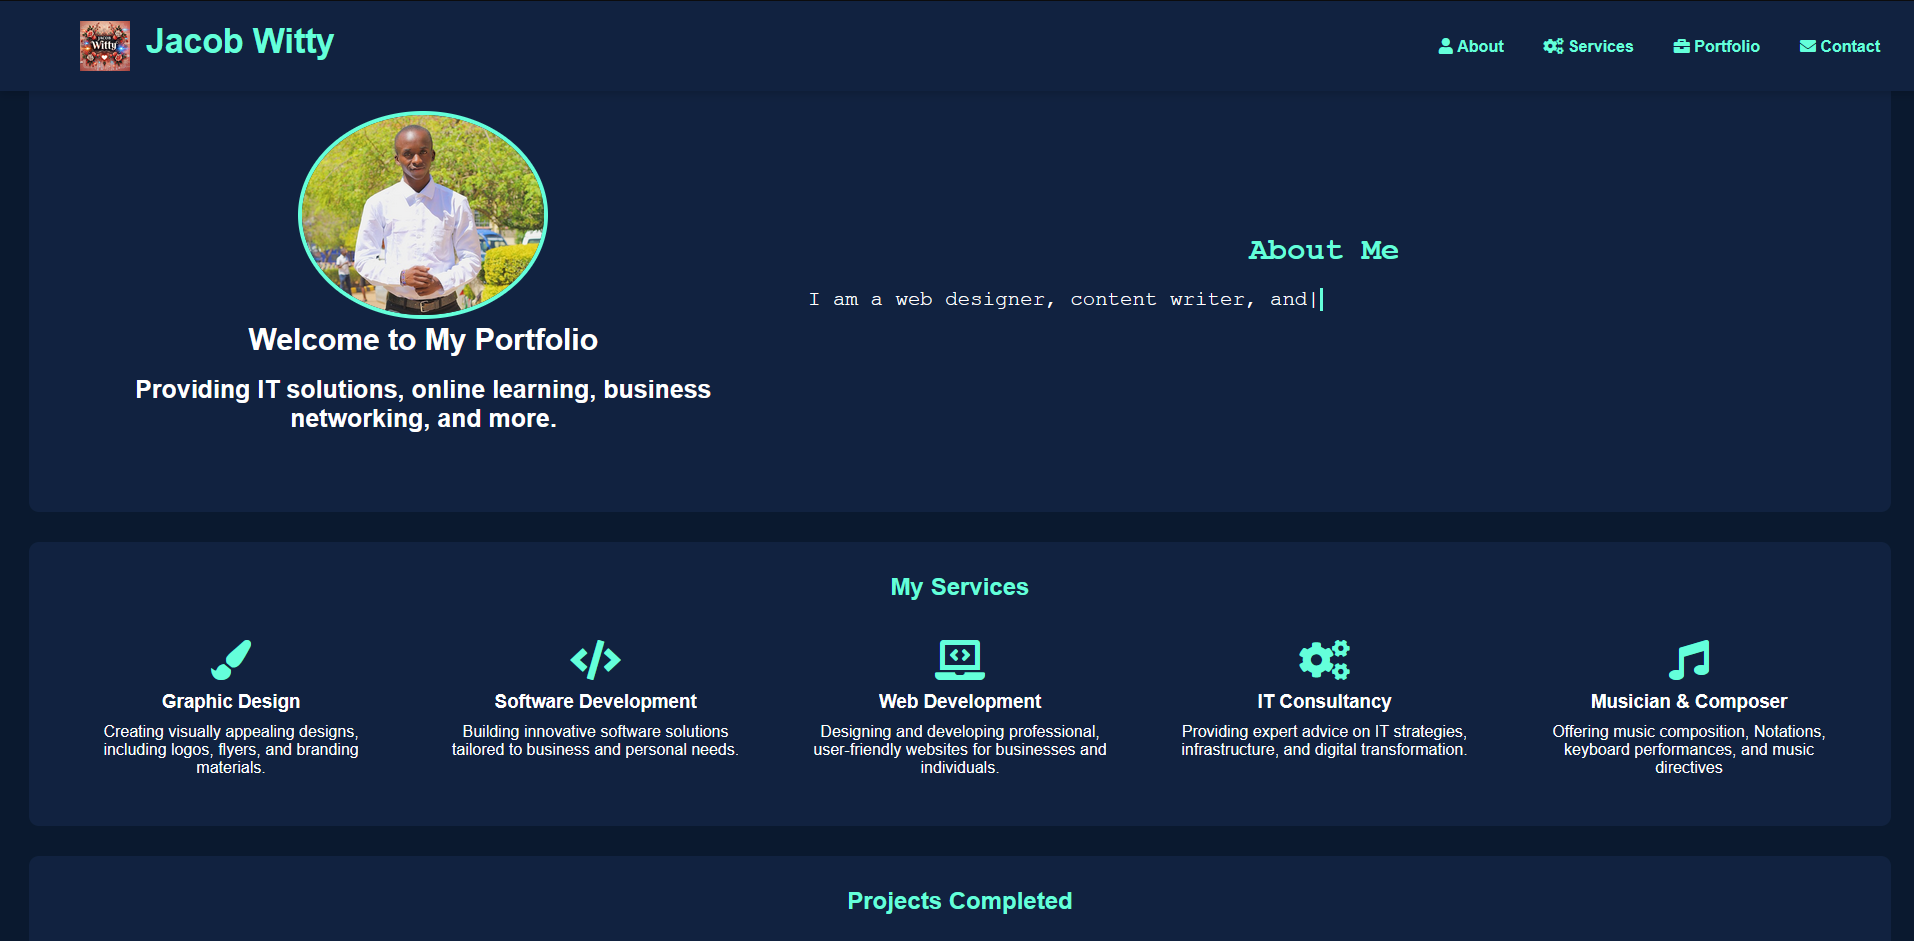 JACOB
Witty
Jacob Witty
About
Services
Portfolio
Contact
Welcome to My Portfolio
Providing IT solutions, online learning, business
networking, and more.
About Me
I am a web designer, content writer, and|
My Services
Graphic Design
Creating visually appealing designs,
including logos, flyers, and branding
materials.
Software Development
Building innovative software solutions
tailored to business and personal needs.
Web Development
Designing and developing professional,
user-friendly websites for businesses and
individuals.
IT Consultancy
Providing expert advice on IT strategies,
infrastructure, and digital transformation.
Musician & Composer
Offering music composition, Notations,
keyboard performances, and music
directives
Projects Completed